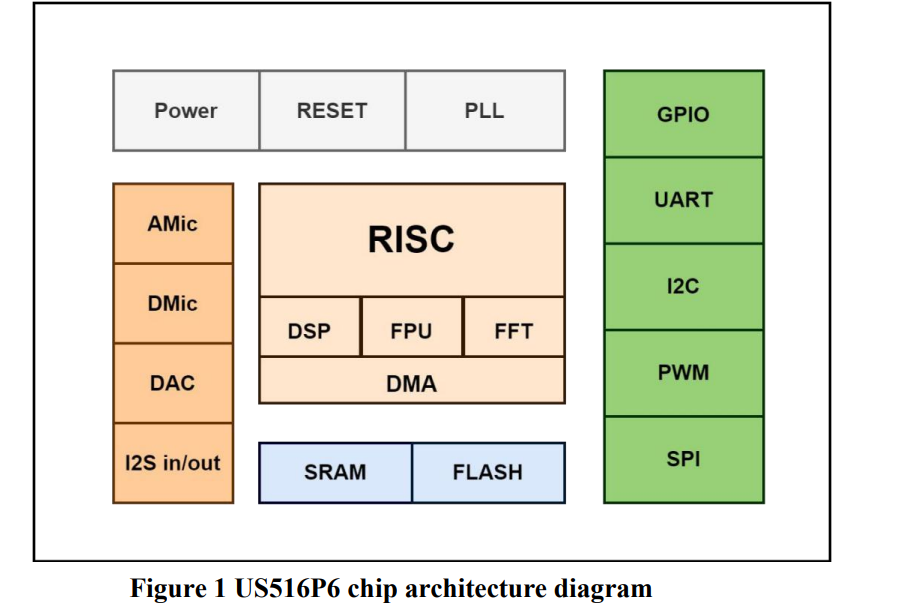 Power RESET PLL
AMic
DMic
DAC
I2S in/out
RISC
DSP FPU FFT
DMA
SRAM FLASH
GPIO
UART
I2C
PWM
SPI
Figure 1 US516P6 chip architecture diagram